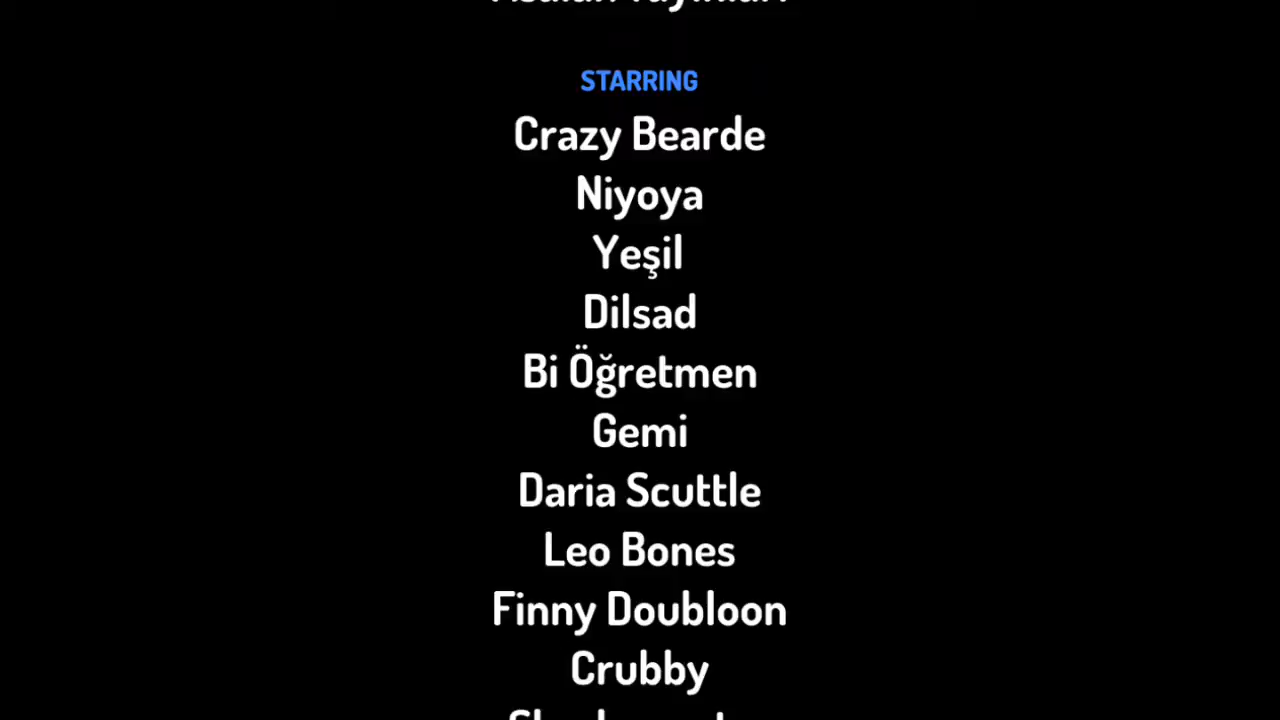 STARRING
Crazy Bearde
Niyoya
Yeşil
Dilsad
Bi Öğretmen
Gemi
Daria Scuttle
Leo Bones
Finny Doubloon
Crubby